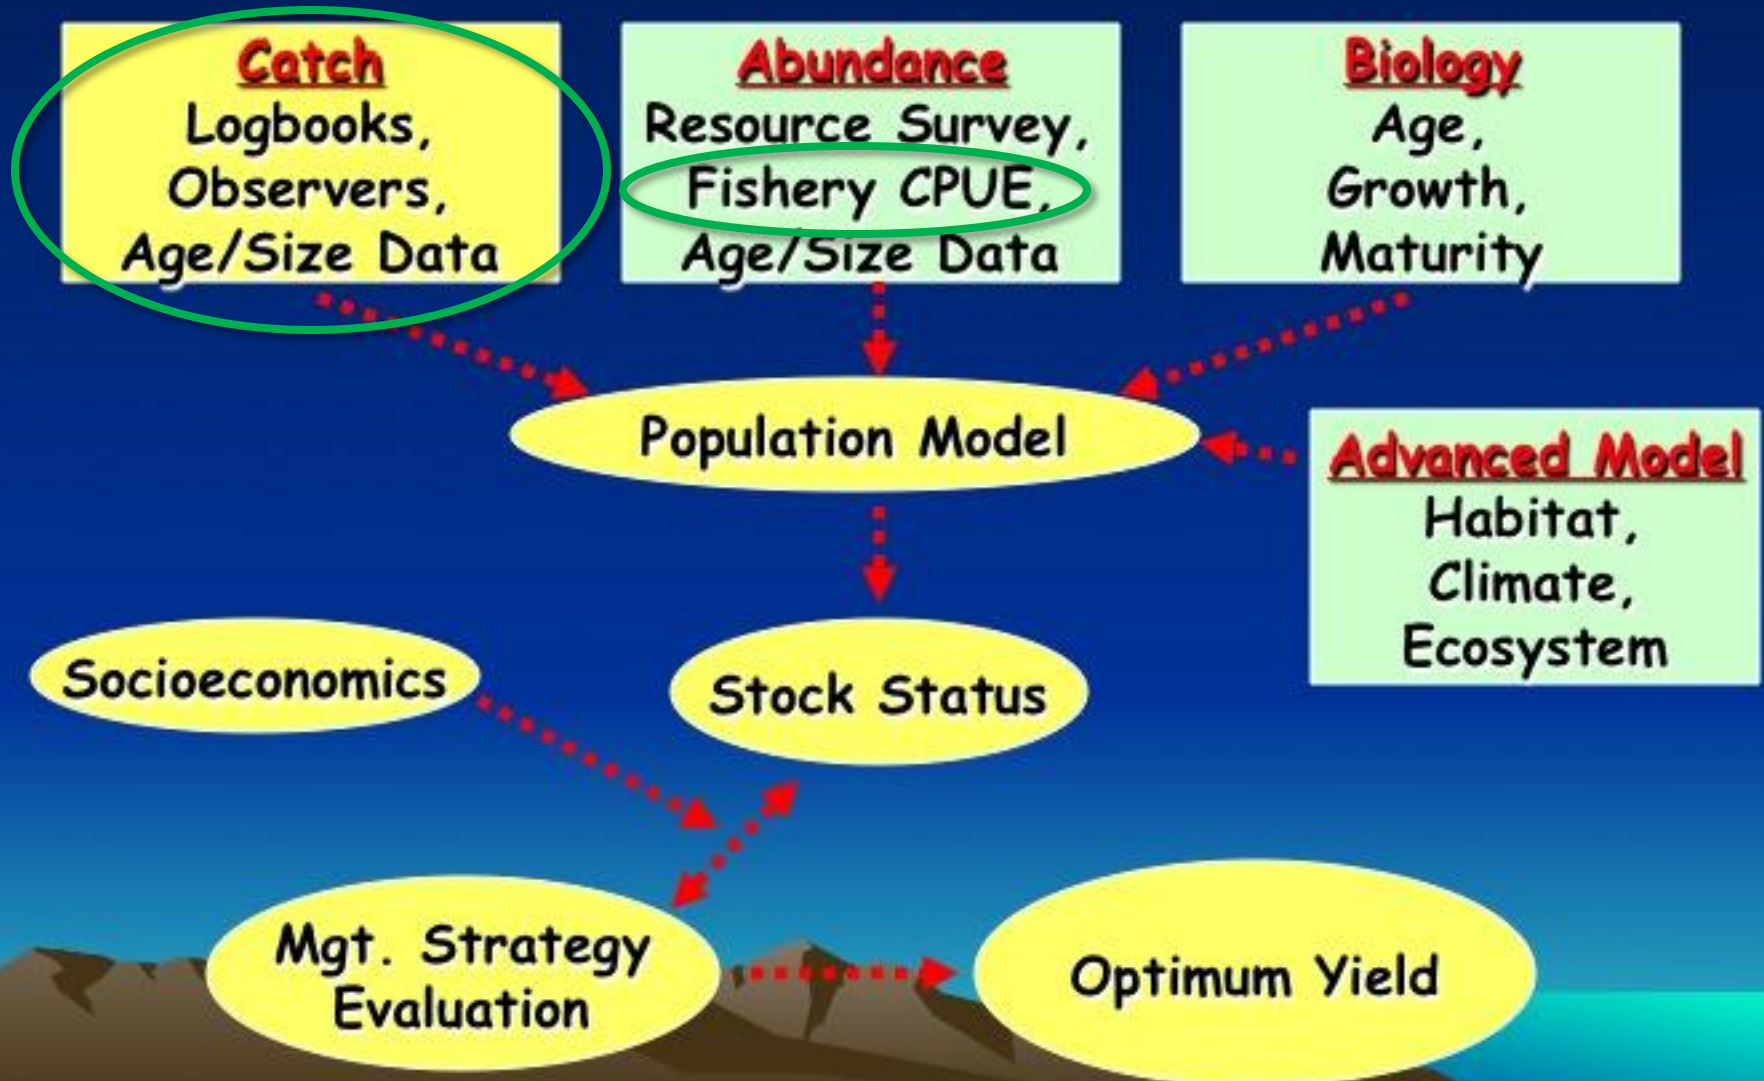 Catch
Logbooks,
Observers,
Age/Size Data
Abundance
Resource Survey,
Fishery CPUE,
Age/Size Data
Biology
Age,
Growth,
Maturity
Population Model
Advanced Model
Habitat,
Climate,
Ecosystem
Socioeconomics
Stock Status
Mgt. Strategy
Evaluation
Optimum Yield